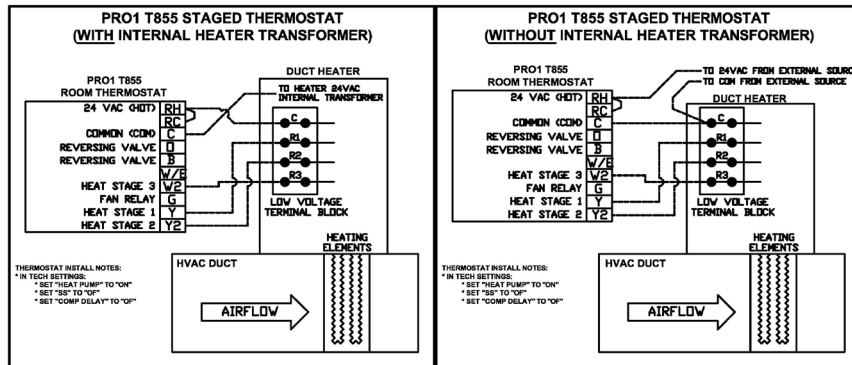 PRO1 T855 STAGED THERMOSTAT
(WITH INTERNAL HEATER TRANSFORMER)
DUCT HEATER
PRO1 T855
ROOM THERMOSTAT
TO HEATER 24VAC
INTERNAL TRANSFORMER
24 VAC (HOT) RH
RC
COMMON (COM) C
REVERSING VALVE O
REVERSING VALVE B
W/E
HEAT STAGE 3 W2
FAN RELAY G
HEAT STAGE 1 Y
HEAT STAGE 2 Y2
C
R1
R2
R3
LOW VOLTAGE
TERMINAL BLOCK
HEATING
ELEMENTS
THERMOSTAT INSTALL NOTES:
* IN TECH SETTINGS:
* SET "HEAT PUMP" TO "ON"
* SET "SS" TO "OF"
* SET "COMP DELAY" TO "OF"
HVAC DUCT
AIRFLOW
PRO1 T855 STAGED THERMOSTAT
(WITHOUT INTERNAL HEATER TRANSFORMER)
PRO1 T855
ROOM THERMOSTAT
TO 24VAC FROM EXTERNAL SOURC
TO COM FROM EXTERNAL SOURCE
DUCT HEATER
24 VAC (HOT) RH
RC
COMMON (COM) C
REVERSING VALVE O
REVERSING VALVE B
W/E
HEAT STAGE 3 W2
FAN RELAY G
HEAT STAGE 1 Y
HEAT STAGE 2 Y2
C
R1
R2
R3
LOW VOLTAGE
TERMINAL BLOCK
HEATING
ELEMENTS
THERMOSTAT INSTALL NOTES:
* IN TECH SETTINGS:
* SET "HEAT PUMP" TO "ON"
* SET "SS" TO "OF"
* SET "COMP DELAY" TO "OF"
HVAC DUCT
AIRFLOW